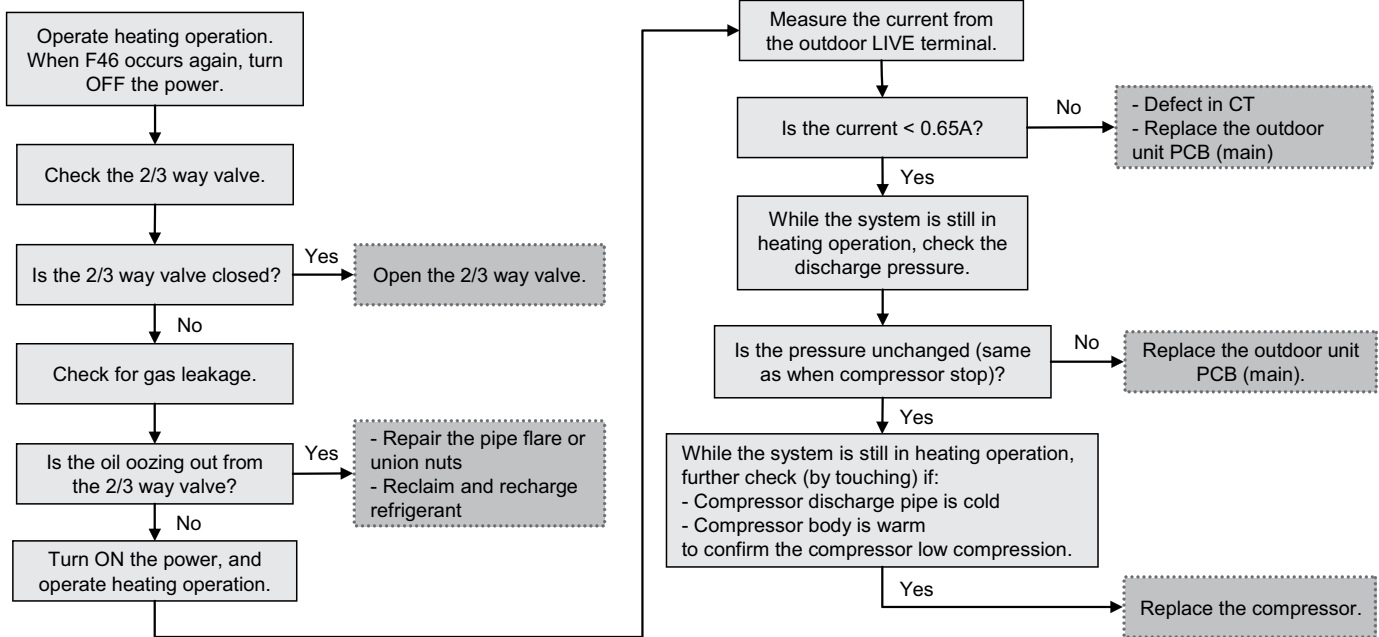 Operate heating operation.
When F46 occurs again, turn
OFF the power.
Check the 2/3 way valve.
Is the 2/3 way valve closed?
Yes
Open the 2/3 way valve.
No
Check for gas leakage.
Is the oil oozing out from
the 2/3 way valve?
Yes
- Repair the pipe flare or
union nuts
- Reclaim and recharge
refrigerant
No
Turn ON the power, and
operate heating operation.
Measure the current from
the outdoor LIVE terminal.
Is the current < 0.65A?
No
- Defect in CT
- Replace the outdoor
unit PCB (main)
Yes
While the system is still in
heating operation, check the
discharge pressure.
Is the pressure unchanged (same
as when compressor stop)?
No
Replace the outdoor unit
PCB (main).
Yes
While the system is still in heating operation,
further check (by touching) if:
- Compressor discharge pipe is cold
- Compressor body is warm
to confirm the compressor low compression.
Yes
Replace the compressor.